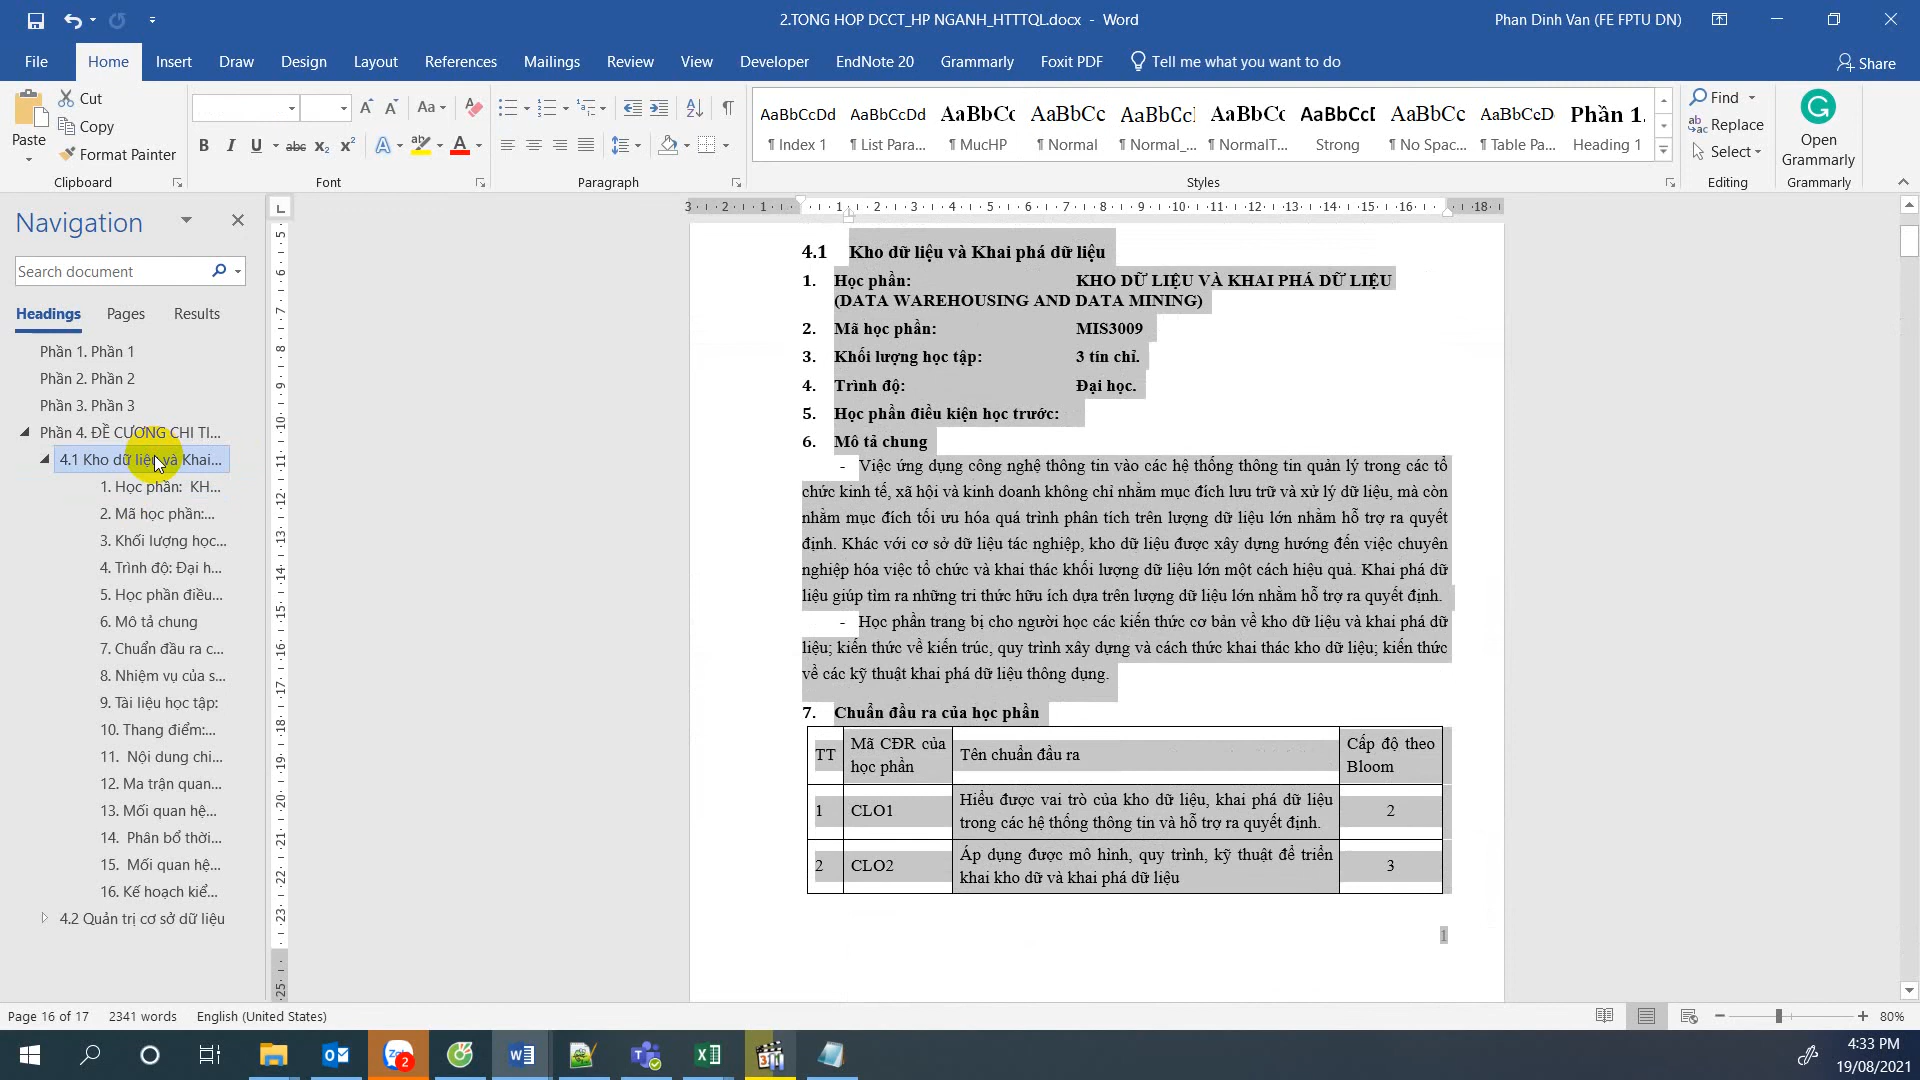 2.TONG HOP DCCT_HP NGANH_HTTTQL.docx - Word
Phan Dinh Van (FE FPTU DN)
File Home Insert Draw Design Layout References Mailings Review View Developer EndNote 20 Grammarly Foxit PDF Tell me what you want to do Share
Paste
Cut
Copy
Format Painter
Clipboard
Font
Paragraph
AaBbCcDd AaBbCcDd AaBbCc AaBbCc AaBbCcI AaBbCc AaBbCcI AaBbCc AaBbCcD Phần 1.
¶ Index 1 ¶ List Para... ¶ MucHP ¶ Normal ¶ Normal_... ¶ NormalT... Strong ¶ No Spac... ¶ Table Pa... Heading 1
Styles
Find
Replace
Select
Editing
Open
Grammarly
Grammarly
Navigation
Search document
Headings Pages Results
Phần 1. Phần 1
Phần 2. Phần 2
Phần 3. Phần 3
Phần 4. ĐỀ CƯƠNG CHI TI...
4.1 Kho dữ liệu và Khai...
1. Học phần: KH...
2. Mã học phần:...
3. Khối lượng học...
4. Trình độ: Đại h...
5. Học phần điều...
6. Mô tả chung
7. Chuẩn đầu ra c...
8. Nhiệm vụ của s...
9. Tài liệu học tập:
10. Thang điểm:...
11. Nội dung chi...
12. Ma trận quan...
13. Mối quan hệ...
14. Phân bổ thời...
15. Mối quan hệ...
16. Kế hoạch kiể...
4.2 Quản trị cơ sở dữ liệu
4.1 Kho dữ liệu và Khai phá dữ liệu
1. Học phần: KHO DỮ LIỆU VÀ KHAI PHÁ DỮ LIỆU
(DATA WAREHOUSING AND DATA MINING)
2. Mã học phần: MIS3009
3. Khối lượng học tập: 3 tín chỉ.
4. Trình độ: Đại học.
5. Học phần điều kiện học trước:
6. Mô tả chung
- Việc ứng dụng công nghệ thông tin vào các hệ thống thông tin quản lý trong các tổ
chức kinh tế, xã hội và kinh doanh không chỉ nhằm mục đích lưu trữ và xử lý dữ liệu, mà còn
nhằm mục đích tối ưu hóa quá trình phân tích trên lượng dữ liệu lớn nhằm hỗ trợ ra quyết
định. Khác với cơ sở dữ liệu tác nghiệp, kho dữ liệu được xây dựng hướng đến việc chuyên
nghiệp hóa việc tổ chức và khai thác khối lượng dữ liệu lớn một cách hiệu quả. Khai phá dữ
liệu giúp tìm ra những tri thức hữu ích dựa trên lượng dữ liệu lớn nhằm hỗ trợ ra quyết định.
- Học phần trang bị cho người học các kiến thức cơ bản về kho dữ liệu và khai phá dữ
liệu; kiến thức về kiến trúc, quy trình xây dựng và cách thức khai thác kho dữ liệu; kiến thức
về các kỹ thuật khai phá dữ liệu thông dụng.
7. Chuẩn đầu ra của học phần
TT
Mã CĐR của
học phần
Tên chuẩn đầu ra
Cấp độ theo
Bloom
1
CLO1
Hiểu được vai trò của kho dữ liệu, khai phá dữ liệu
trong các hệ thống thông tin và hỗ trợ ra quyết định.
2
2
CLO2
Áp dụng được mô hình, quy trình, kỹ thuật để triển
khai kho dữ và khai phá dữ liệu
3
1
Page 16 of 17 2341 words English (United States)
80%
4:33 PM
19/08/2021